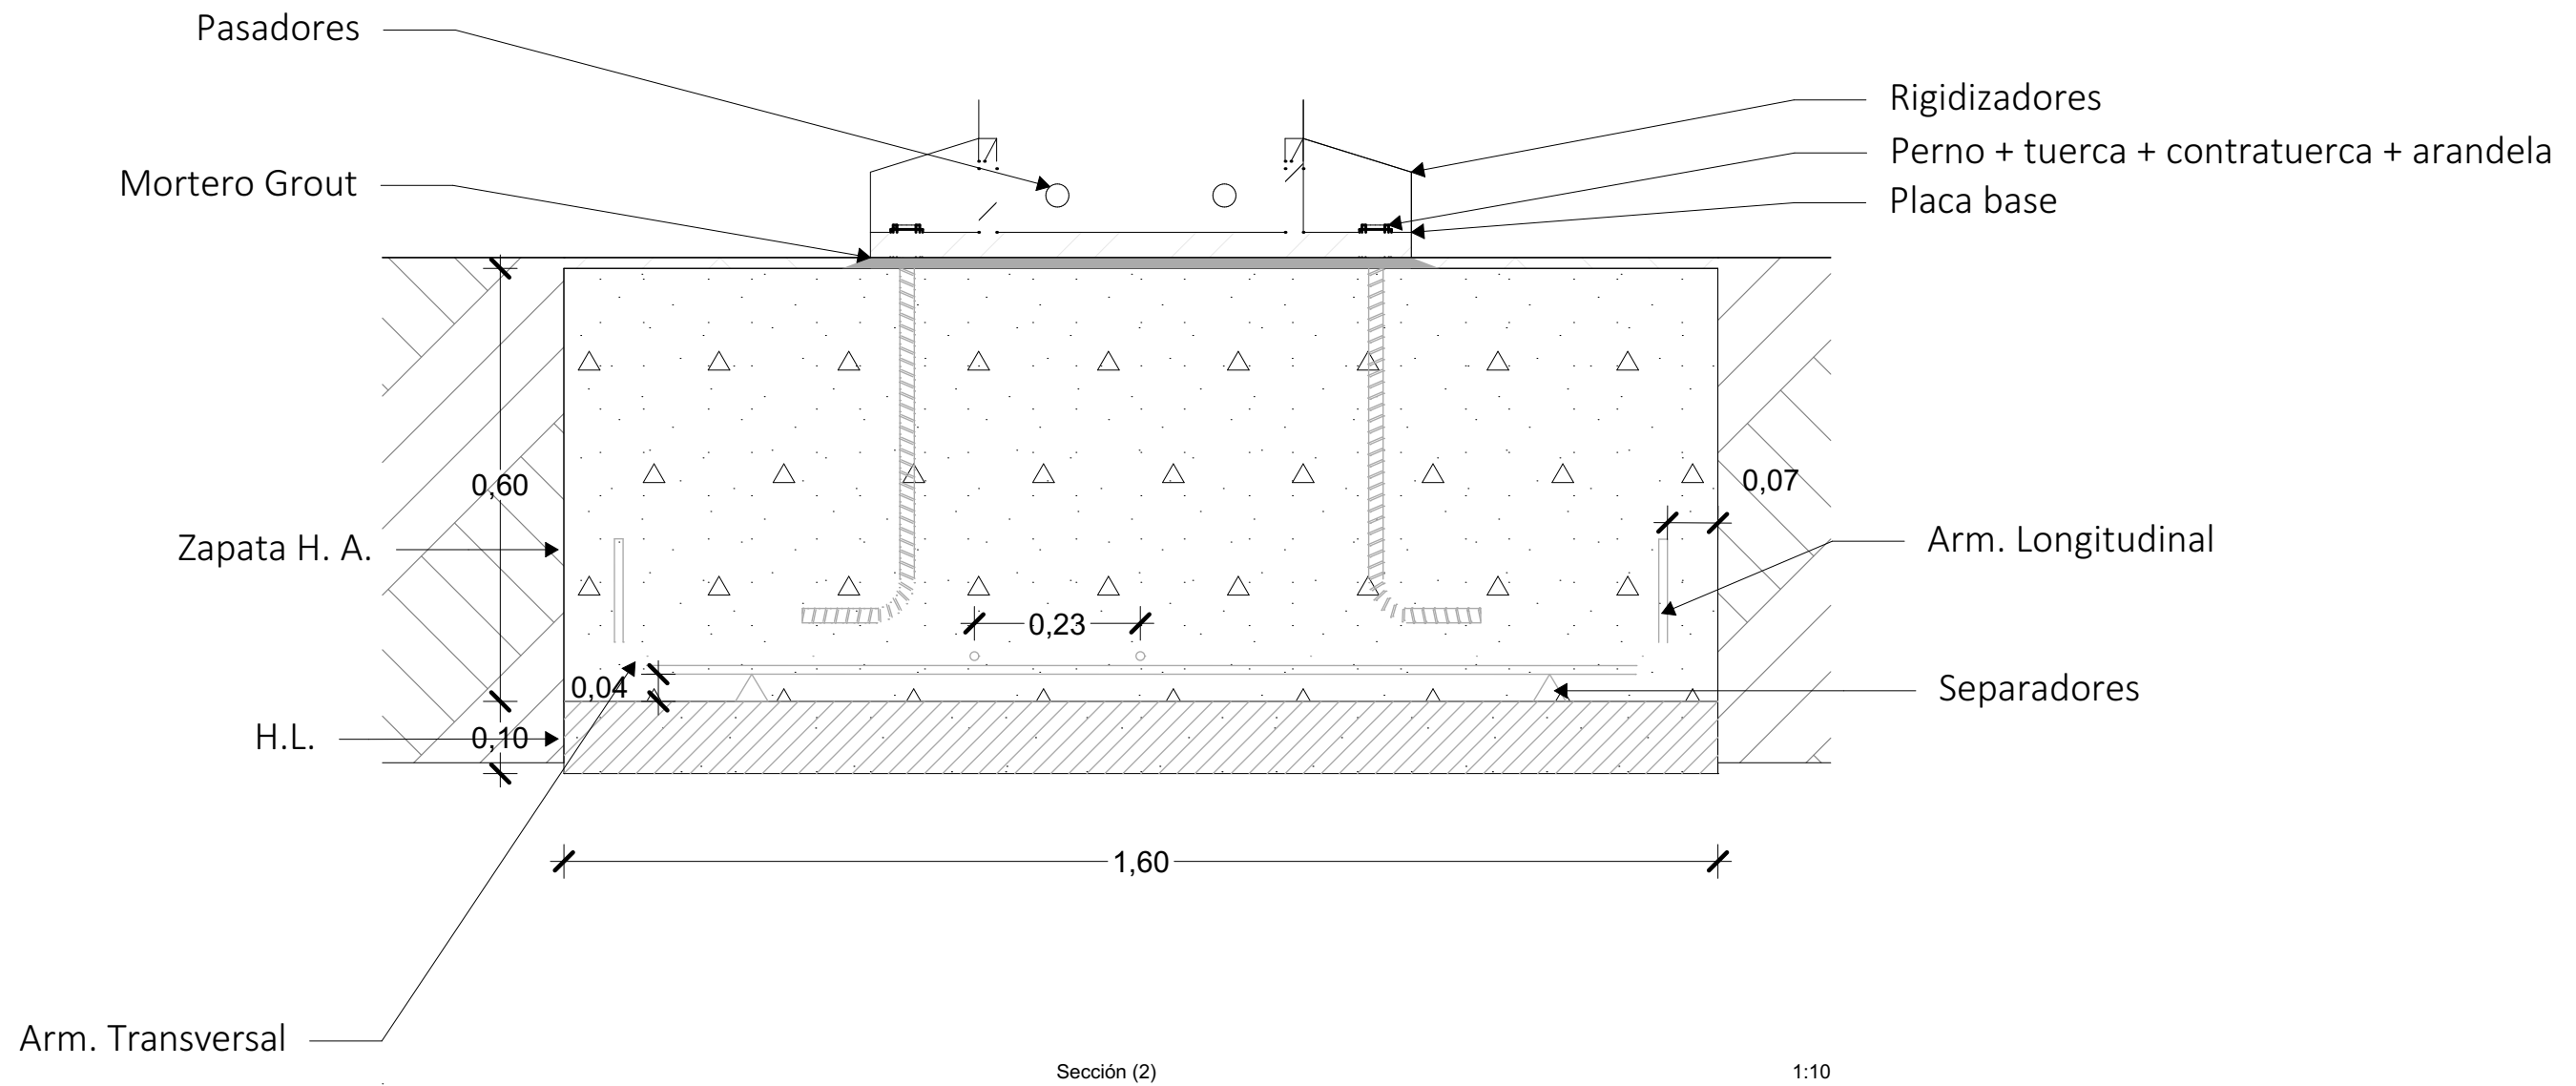 Pasadores
Rigidizadores
Perno + tuerca + contratuerca + arandela
Mortero Grout
Placa base
0,60
0,07
Zapata H. A.
Arm. Longitudinal
0,23
0,04
Separadores
H.L.
0,10
1,60
Arm. Transversal
Sección (2)
1:10